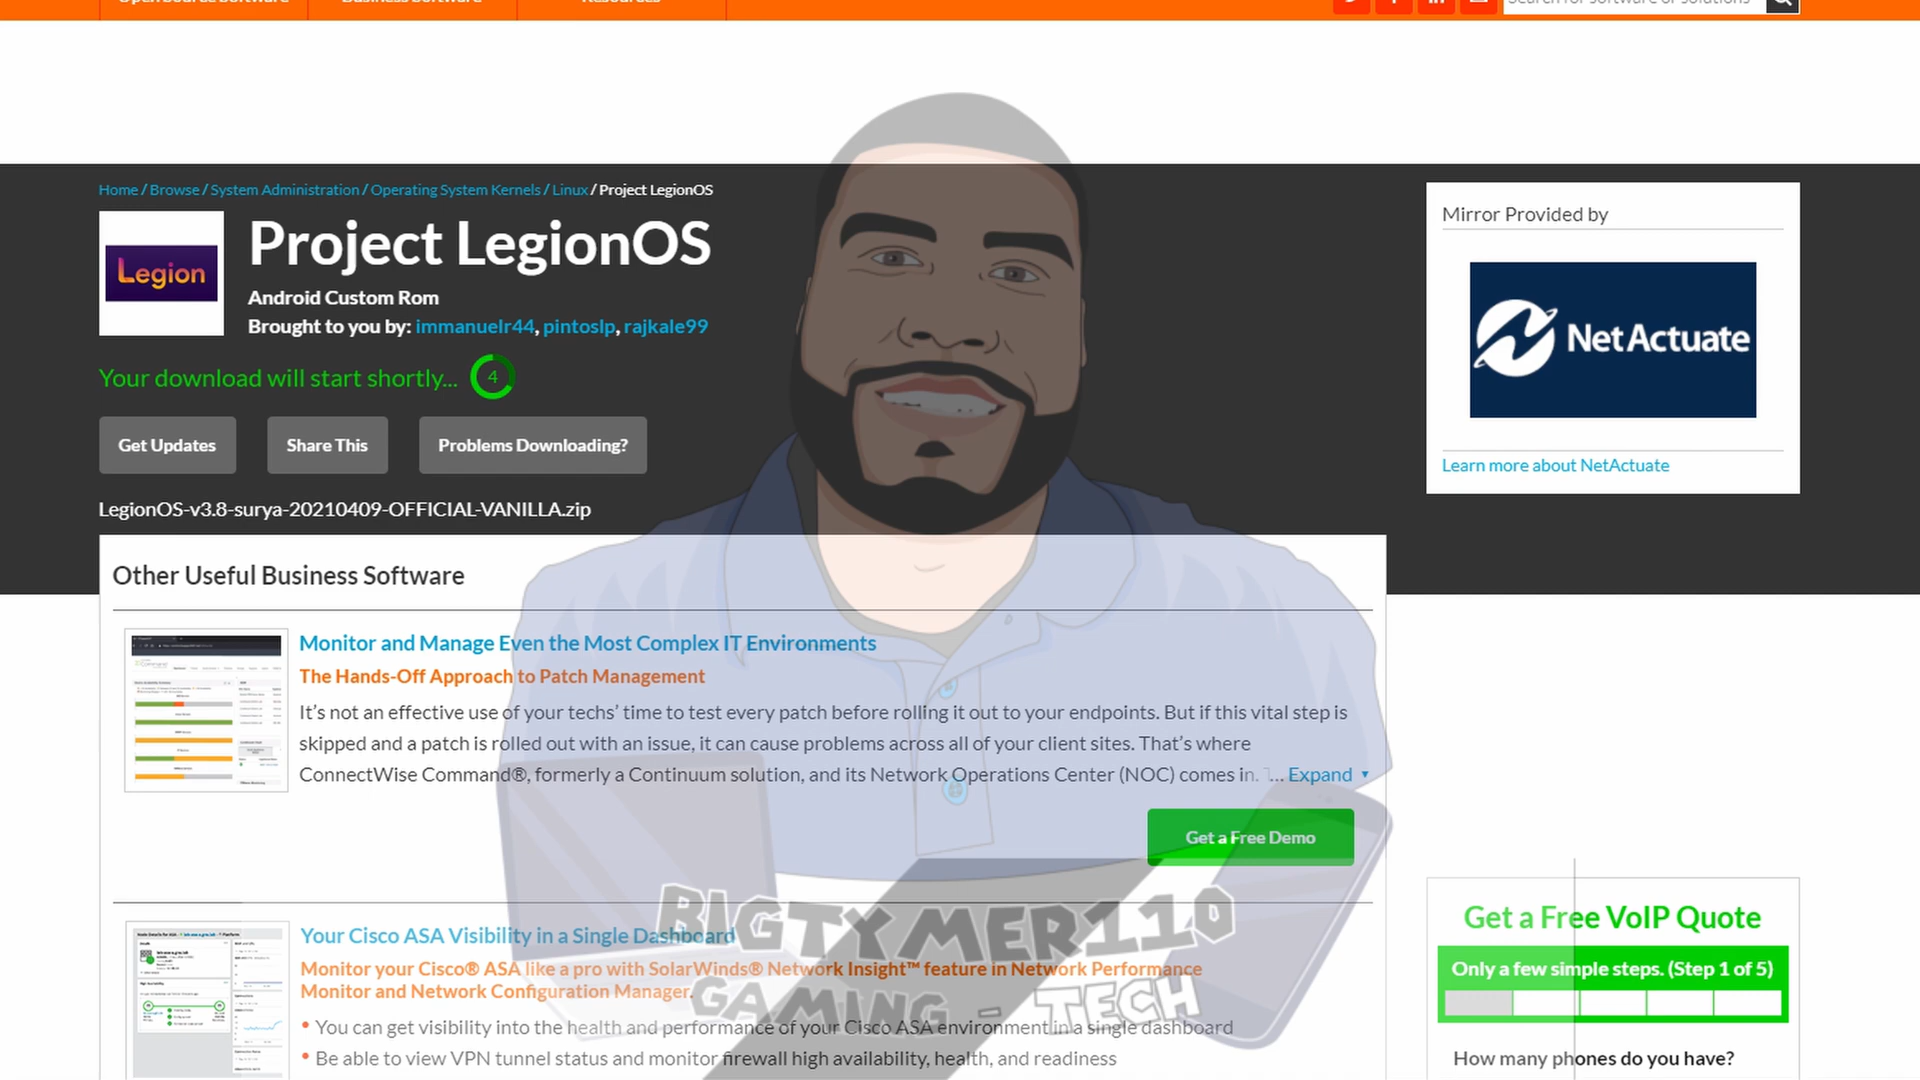 Open Source Software
Business Software
Resources
Search for software or solutions
Home / Browse / System Administration / Operating System Kernels / Linux / Project LegionOS
Legion
Project LegionOS
Android Custom Rom
Brought to you by: immanuelr44, pintoslp, rajkale99
Your download will start shortly... 4
Get Updates
Share This
Problems Downloading?
LegionOS-v3.8-surya-20210409-OFFICIAL-VANILLA.zip
Mirror Provided by
NetActuate
Learn more about NetActuate
Other Useful Business Software
Monitor and Manage Even the Most Complex IT Environments
The Hands-Off Approach to Patch Management
It's not an effective use of your techs' time to test every patch before rolling it out to your endpoints. But if this vital step is
skipped and a patch is rolled out with an issue, it can cause problems across all of your client sites. That's where
ConnectWise Command®, formerly a Continuum solution, and its Network Operations Center (NOC) comes in. ... Expand
Get a Free Demo
Your Cisco ASA Visibility in a Single Dashboard
Monitor your Cisco® ASA like a pro with SolarWinds® Network Insight™ feature in Network Performance
Monitor and Network Configuration Manager.
• You can get visibility into the health and performance of your Cisco ASA environment in a single dashboard
• Be able to view VPN tunnel status and monitor firewall high availability, health, and readiness
BIGTYMER110
GAMING - TECH
Get a Free VoIP Quote
Only a few simple steps. (Step 1 of 5)
How many phones do you have?